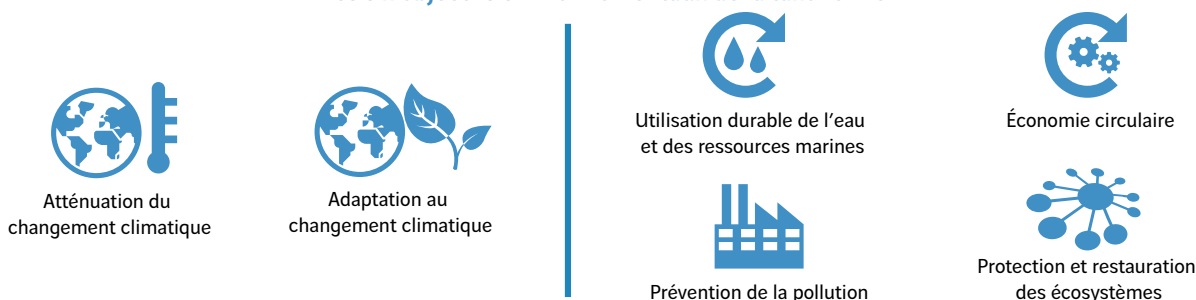 Atténuation du
changement climatique
Adaptation au
changement climatique
Utilisation durable de l'eau
et des ressources marines
Économie circulaire
Prévention de la pollution
Protection et restauration
des écosystèmes